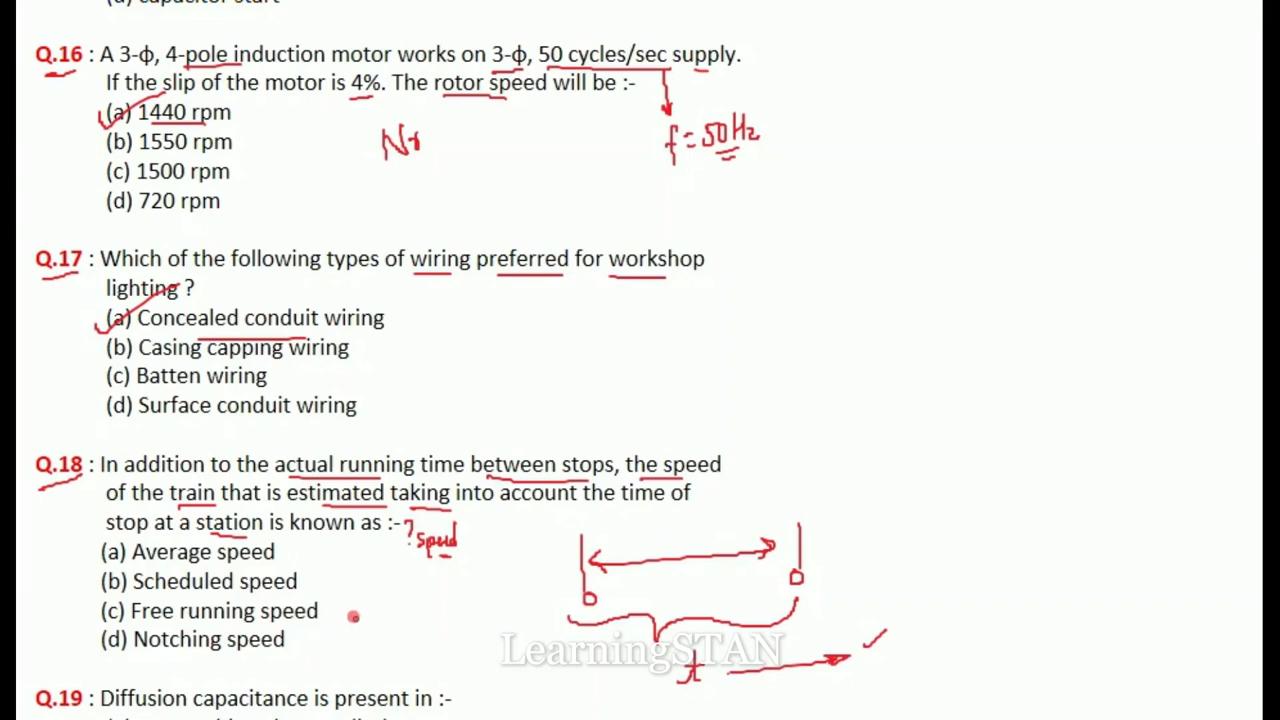 Q.16 : A 3-ф, 4-pole induction motor works on 3-ф, 50 cycles/sec supply.
If the slip of the motor is 4%. The rotor speed will be :-
(a) 1440 rpm
(b) 1550 rpm
(c) 1500 rpm
(d) 720 rpm
Nr
f = 50Hz
Q.17 : Which of the following types of wiring preferred for workshop
lighting ?
(a) Concealed conduit wiring
(b) Casing capping wiring
(c) Batten wiring
(d) Surface conduit wiring
Q.18 : In addition to the actual running time between stops, the speed
of the train that is estimated taking into account the time of
stop at a station is known as :-
? speed
(a) Average speed
(b) Scheduled speed
(c) Free running speed
(d) Notching speed
t
LearningSTAN
Q.19 : Diffusion capacitance is present in :-